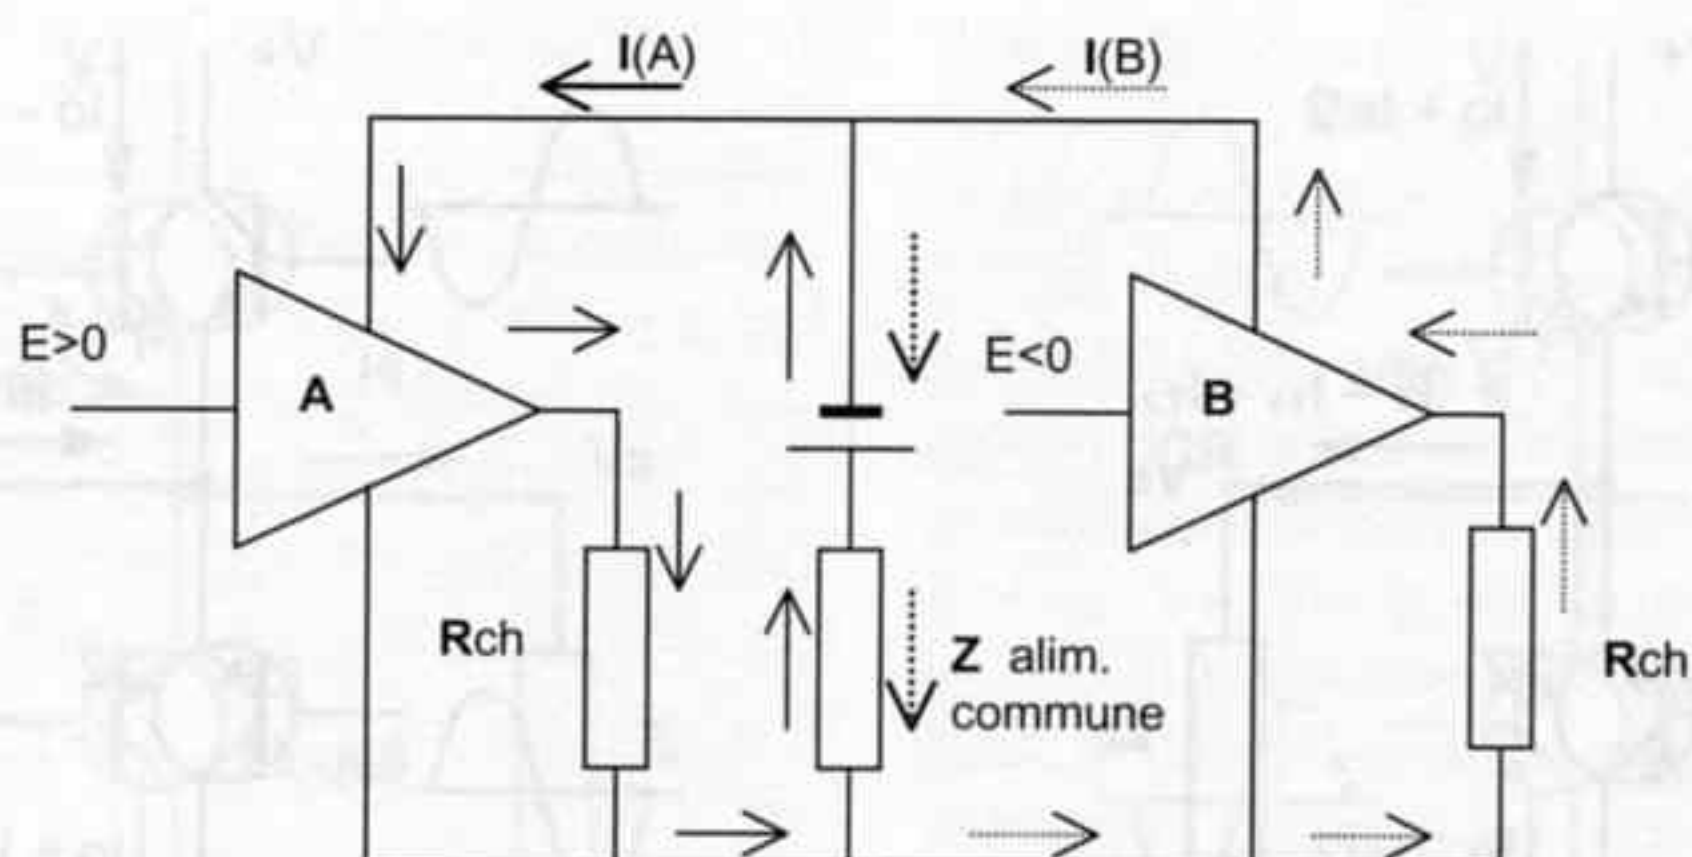 I(A)
I(B)
E>0
A
E<0
B
Rch
Z alim.
commune
Rch